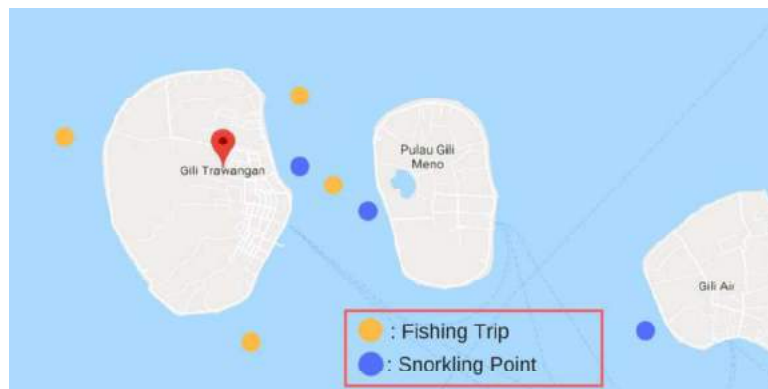 Pulau Gili
Meno
Gili Trawangan
Gili Air
: Fishing Trip
: Snorkling Point